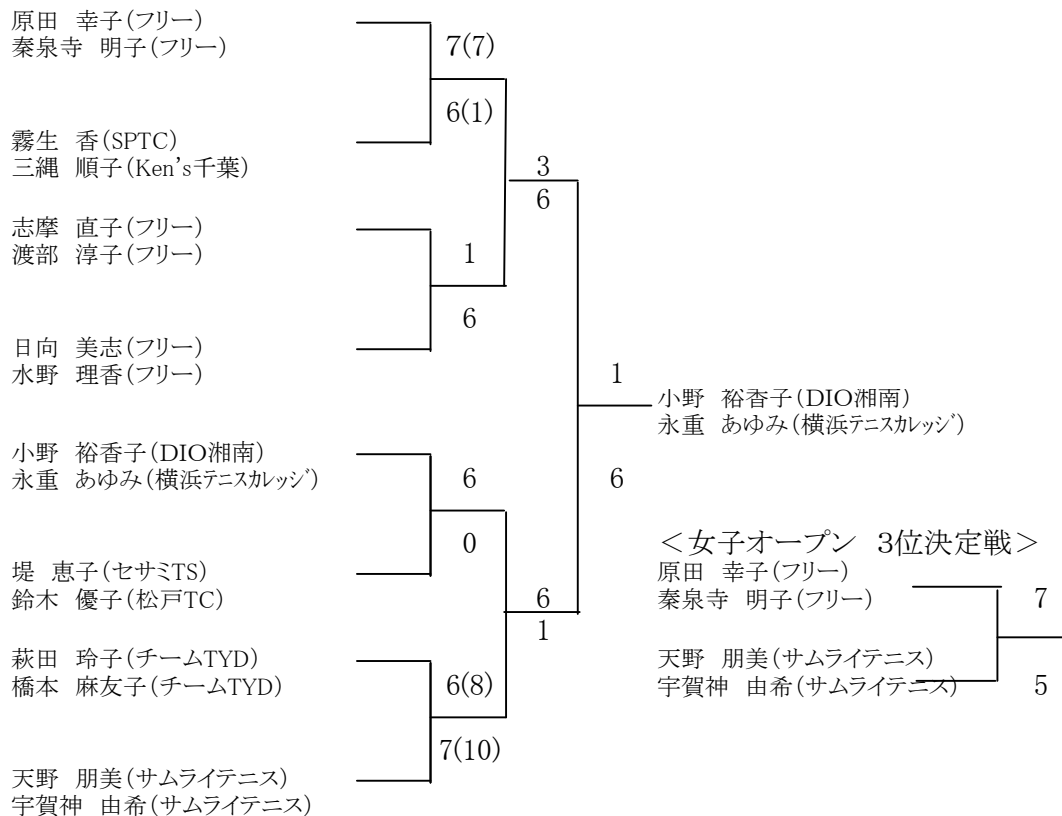 原田　幸子（フリー）
秦泉寺　明子（フリー）
7(7)
6(1)
霧生　香（SPTC）
三縄　順子（Ken’s千葉）
3
6
志摩　直子（フリー）
渡部　淳子（フリー）
1
6
日向　美志（フリー）
水野　理香（フリー）
1
小野　裕香子（DIO湘南）
永重　あゆみ（横浜ﾃﾆｽｶﾚｯｼﾞ）
6
小野　裕香子（DIO湘南）
永重　あゆみ（横浜ﾃﾆｽｶﾚｯｼﾞ）
6
0
堤　恵子（セサミTS）
鈴木　優子（松戸TC）
6
1
萩田　玲子（チームTYD）
橋本　麻友子（チームTYD）
6(8)
7(10)
天野　朋美（サムライテニス）
宇賀神　由希（サムライテニス）
＜女子オープン　3位決定戦＞
原田　幸子（フリー）
秦泉寺　明子（フリー）
7
天野　朋美（サムライテニス）
宇賀神　由希（サムライテニス）
5